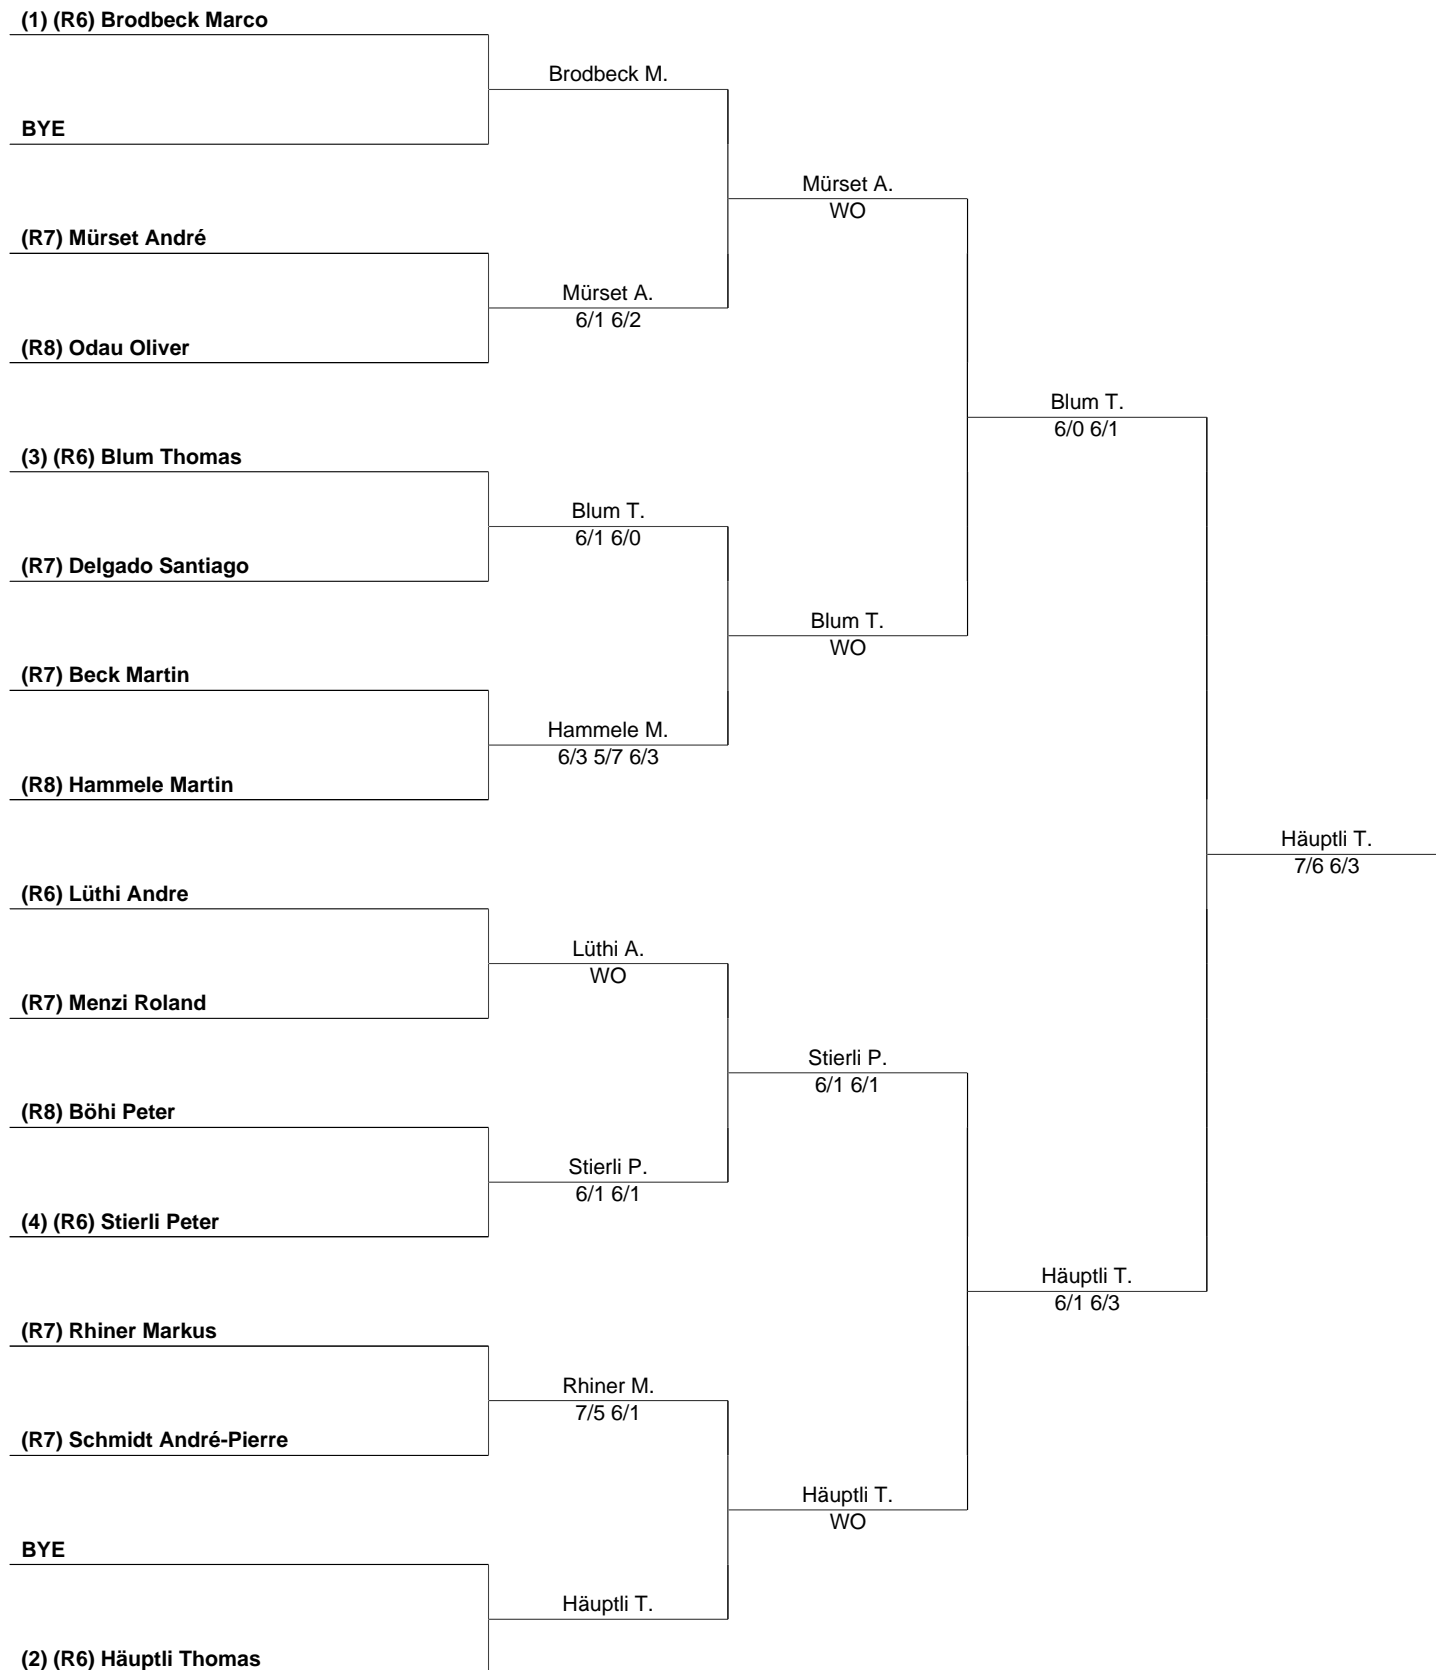 (1) (R6) Brodbeck Marco
Brodbeck M.
BYE
Mürset A.
WO
(R7) Mürset André
Mürset A.
6/1 6/2
(R8) Odau Oliver
Blum T.
6/0 6/1
(3) (R6) Blum Thomas
Blum T.
6/1 6/0
(R7) Delgado Santiago
Blum T.
WO
(R7) Beck Martin
Hammele M.
6/3 5/7 6/3
(R8) Hammele Martin
Häuptli T.
7/6 6/3
(R6) Lüthi Andre
Lüthi A.
WO
(R7) Menzi Roland
Stierli P.
6/1 6/1
(R8) Böhi Peter
Stierli P.
6/1 6/1
(4) (R6) Stierli Peter
Häuptli T.
6/1 6/3
(R7) Rhiner Markus
Rhiner M.
7/5 6/1
(R7) Schmidt André-Pierre
Häuptli T.
WO
BYE
Häuptli T.
(2) (R6) Häuptli Thomas